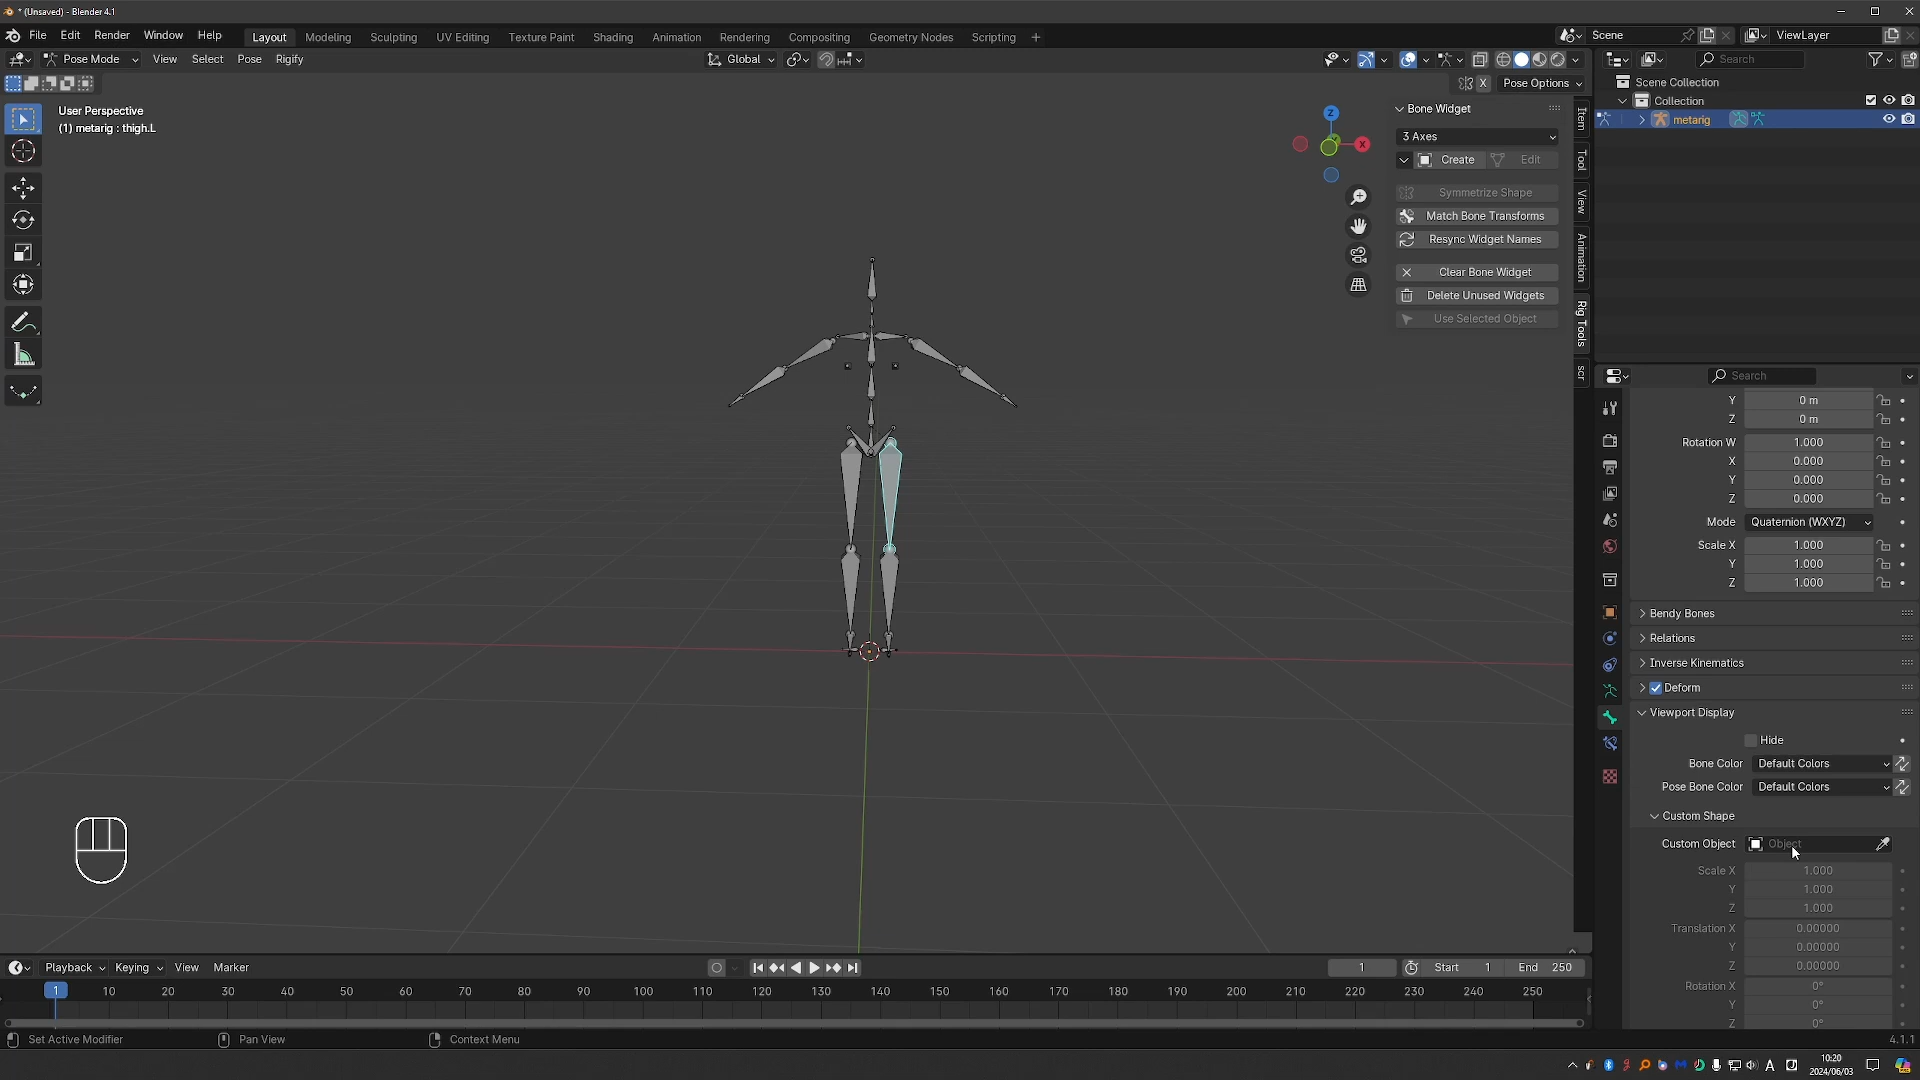 * (Unsaved) - Blender 4.1
File Edit Render Window Help
Layout Modeling Sculpting UV Editing Texture Paint Shading Animation Rendering Compositing Geometry Nodes Scripting +
Scene
ViewLayer
Pose Mode View Select Pose Rigify
Global
Search
X
Pose Options
User Perspective
(1) metarig : thigh.L
Z
X
Bone Widget
3 Axes
Create
Edit
Symmetrize Shape
Match Bone Transforms
Resync Widget Names
Clear Bone Widget
Delete Unused Widgets
Use Selected Object
Item
Tool
View
Animation
Rig Tools
scr
Scene Collection
Collection
metarig
Search
Y 0 m
Z 0 m
Rotation W 1.000
X 0.000
Y 0.000
Z 0.000
Mode Quaternion (WXYZ)
Scale X 1.000
Y 1.000
Z 1.000
Bendy Bones
Relations
Inverse Kinematics
Deform
Viewport Display
Hide
Bone Color Default Colors
Pose Bone Color Default Colors
Custom Shape
Custom Object Object
Scale X 1.000
Y 1.000
Z 1.000
Translation X 0.00000
Y 0.00000
Z 0.00000
Rotation X 0°
Y 0°
Z 0°
Playback Keying View Marker
1
Start 1
End 250
1 10 20 30 40 50 60 70 80 90 100 110 120 130 140 150 160 170 180 190 200 210 220 230 240 250
Set Active Modifier
Pan View
Context Menu
4.1.1
A
10:20
2024/06/03